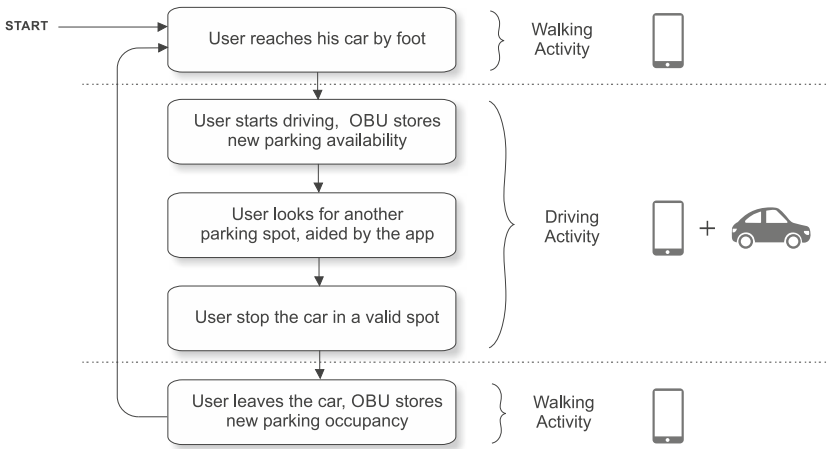 START
User reaches his car by foot
Walking
Activity
User starts driving, OBU stores
new parking availability
User looks for another
parking spot, aided by the app
User stop the car in a valid spot
Driving
Activity
+
User leaves the car, OBU stores
new parking occupancy
Walking
Activity